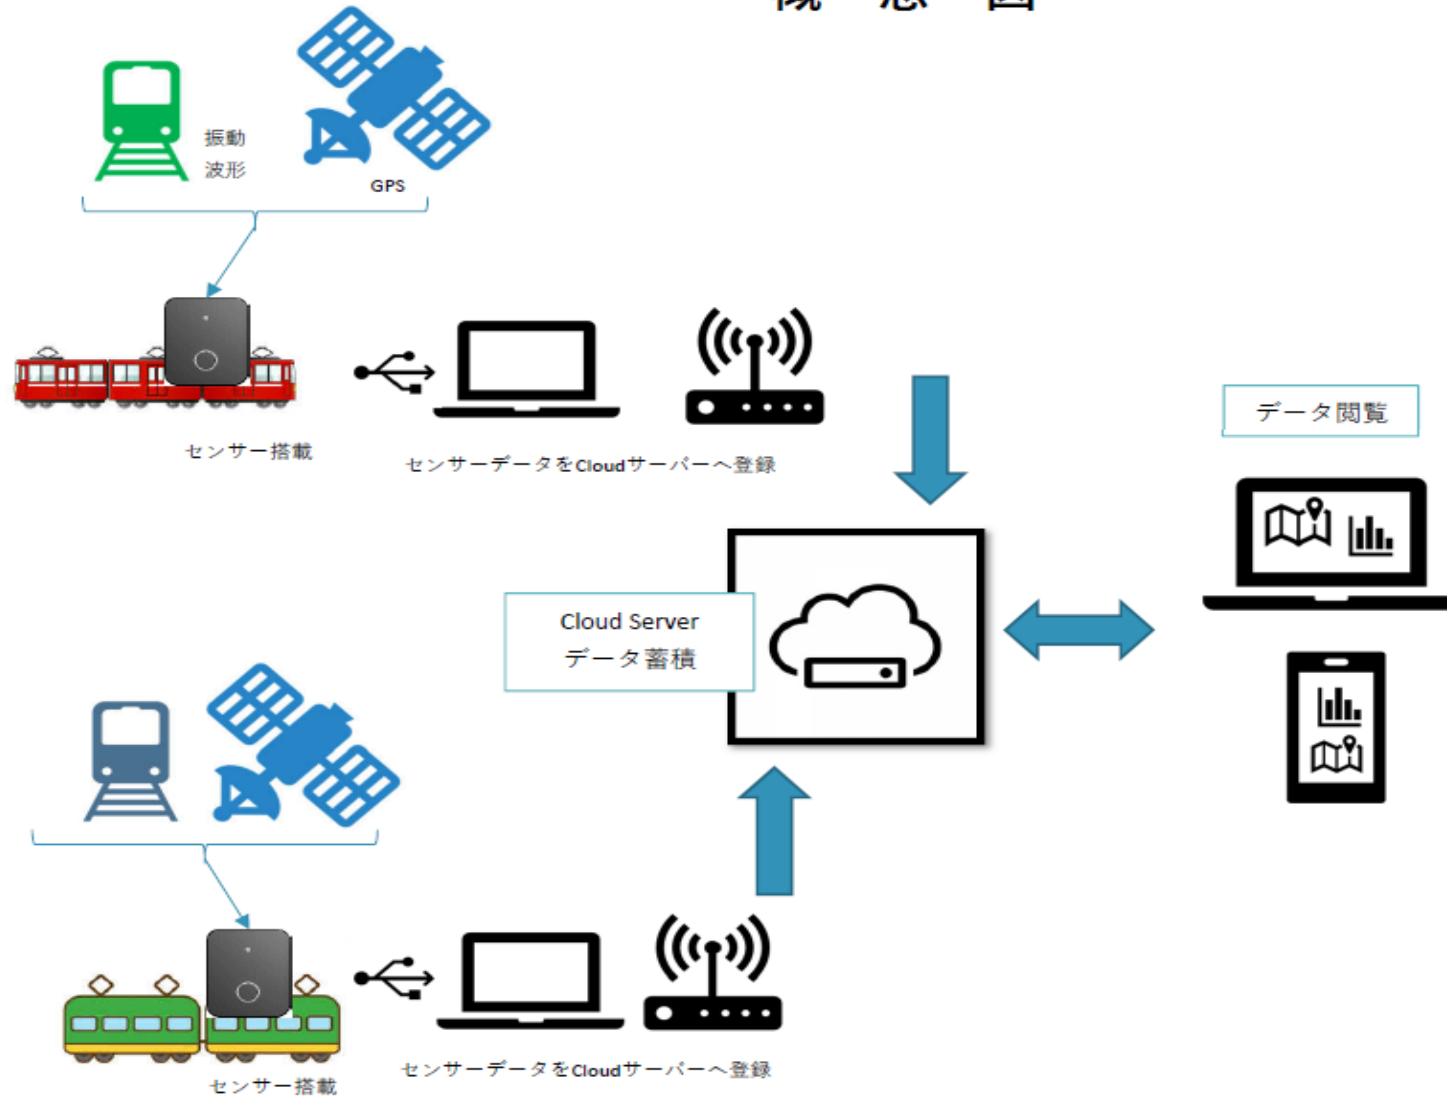 概 念 図
振動
波形
GPS
センサー搭載
センサーデータをCloudサーバーへ登録
データ閲覧
Cloud Server
データ蓄積
センサー搭載
センサーデータをCloudサーバーへ登録